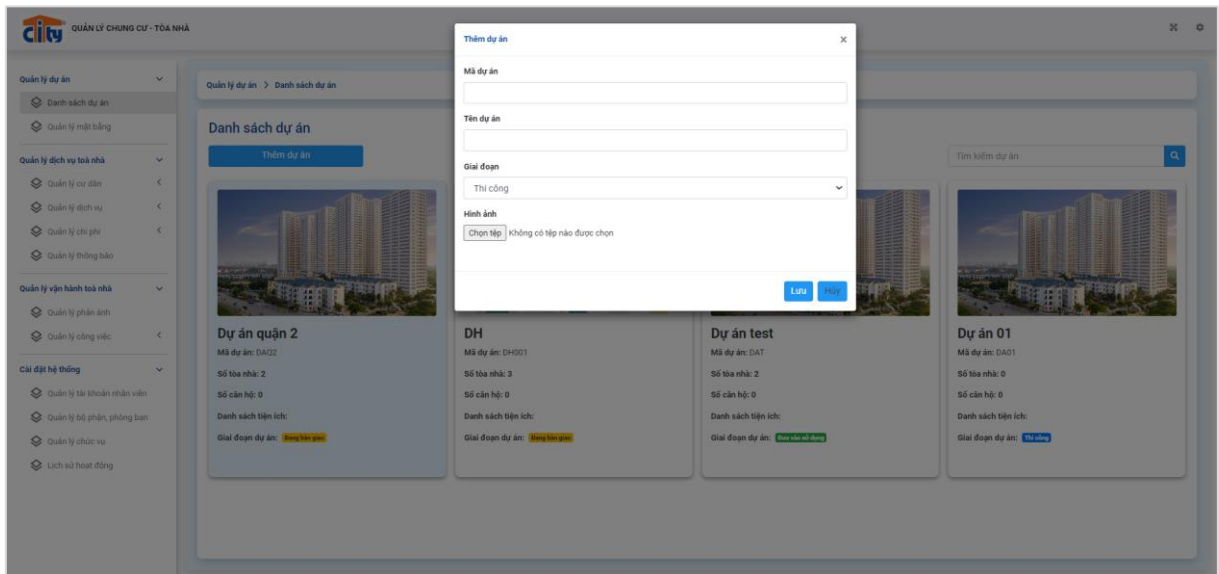 city
QUẢN LÝ CHUNG CƯ - TÒA NHÀ
Quản lý dự án
Danh sách dự án
Quản lý mặt bằng
Quản lý dịch vụ toà nhà
Quản lý cư dân
Quản lý dịch vụ
Quản lý chi phí
Quản lý thông báo
Quản lý vận hành toà nhà
Quản lý phản ánh
Quản lý công việc
Cài đặt hệ thống
Quản lý tài khoản nhân viên
Quản lý bộ phận, phòng ban
Quản lý chức vụ
Lịch sử hoạt động
Quản lý dự án > Danh sách dự án
Danh sách dự án
Thêm dự án
Tìm kiếm dự án
Thêm dự án ×
Mã dự án
Tên dự án
Giai đoạn
Thi công
Hình ảnh
Chọn tệp Không có tệp nào được chọn
Lưu Hủy
Dự án quận 2
Mã dự án: DAQ2
Số tòa nhà: 2
Số căn hộ: 0
Danh sách tiện ích:
Giai đoạn dự án: Đang bàn giao
DH
Mã dự án: DH001
Số tòa nhà: 3
Số căn hộ: 0
Danh sách tiện ích:
Giai đoạn dự án: Đang bàn giao
Dự án test
Mã dự án: DAT
Số tòa nhà: 2
Số căn hộ: 0
Danh sách tiện ích:
Giai đoạn dự án: Đưa vào sử dụng
Dự án 01
Mã dự án: DA01
Số tòa nhà: 0
Số căn hộ: 0
Danh sách tiện ích:
Giai đoạn dự án: Thi công